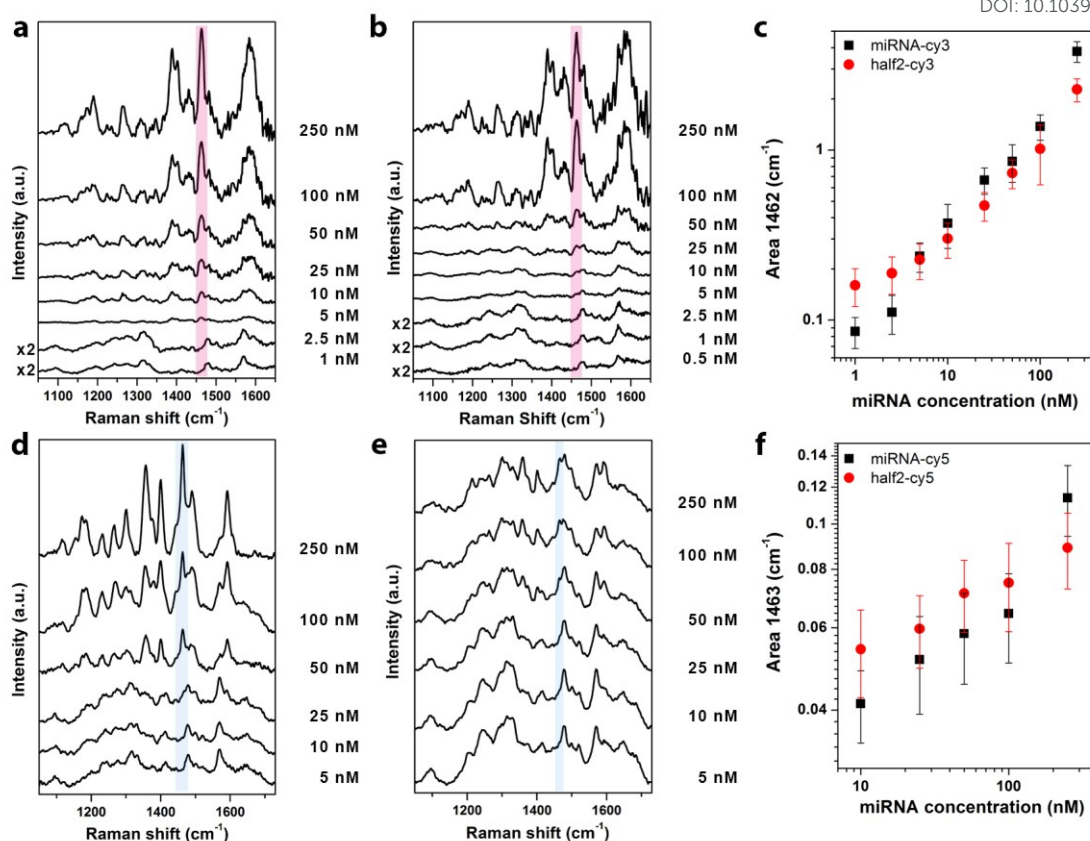 DOI: 10.1039
a
250 nM
100 nM
50 nM
25 nM
10 nM
5 nM
2.5 nM
x2
1 nM
x2
Intensity (a.u.)
1100 1200 1300 1400 1500 1600
Raman shift (cm-1)
b
250 nM
100 nM
50 nM
25 nM
10 nM
5 nM
2.5 nM
x2
1 nM
x2
0.5 nM
x2
Intensity (a.u.)
1100 1200 1300 1400 1500 1600
Raman Shift (cm-1)
c
miRNA-cy3
half2-cy3
1
0.1
Area 1462 (cm-1)
1 10 100
miRNA concentration (nM)
d
250 nM
100 nM
50 nM
25 nM
10 nM
5 nM
Intensity (a.u.)
1200 1400 1600
Raman shift (cm-1)
e
250 nM
100 nM
50 nM
25 nM
10 nM
5 nM
Intensity (a.u.)
1200 1400 1600
Raman shift (cm-1)
f
miRNA-cy5
half2-cy5
0.14
0.12
0.1
0.08
0.06
0.04
Area 1463 (cm-1)
10 100
miRNA concentration (nM)